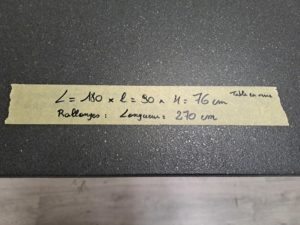 L = 180 x l = 90 x H = 76 cm
Rallonges : Longueur = 270 cm